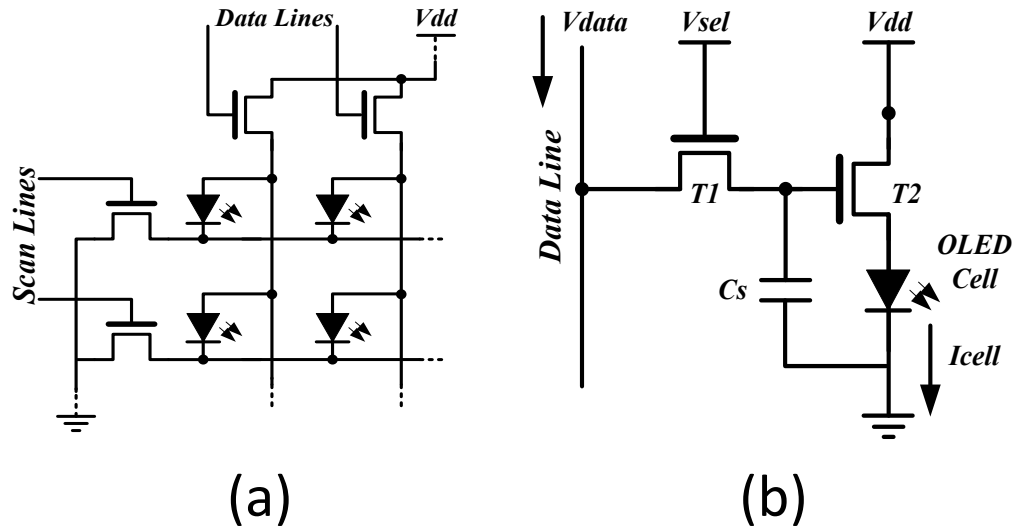 Data Lines
Vdd
Scan Lines
(a)
Vdata
Vsel
Vdd
Data Line
T1
T2
OLED
Cell
Cs
Icell
(b)